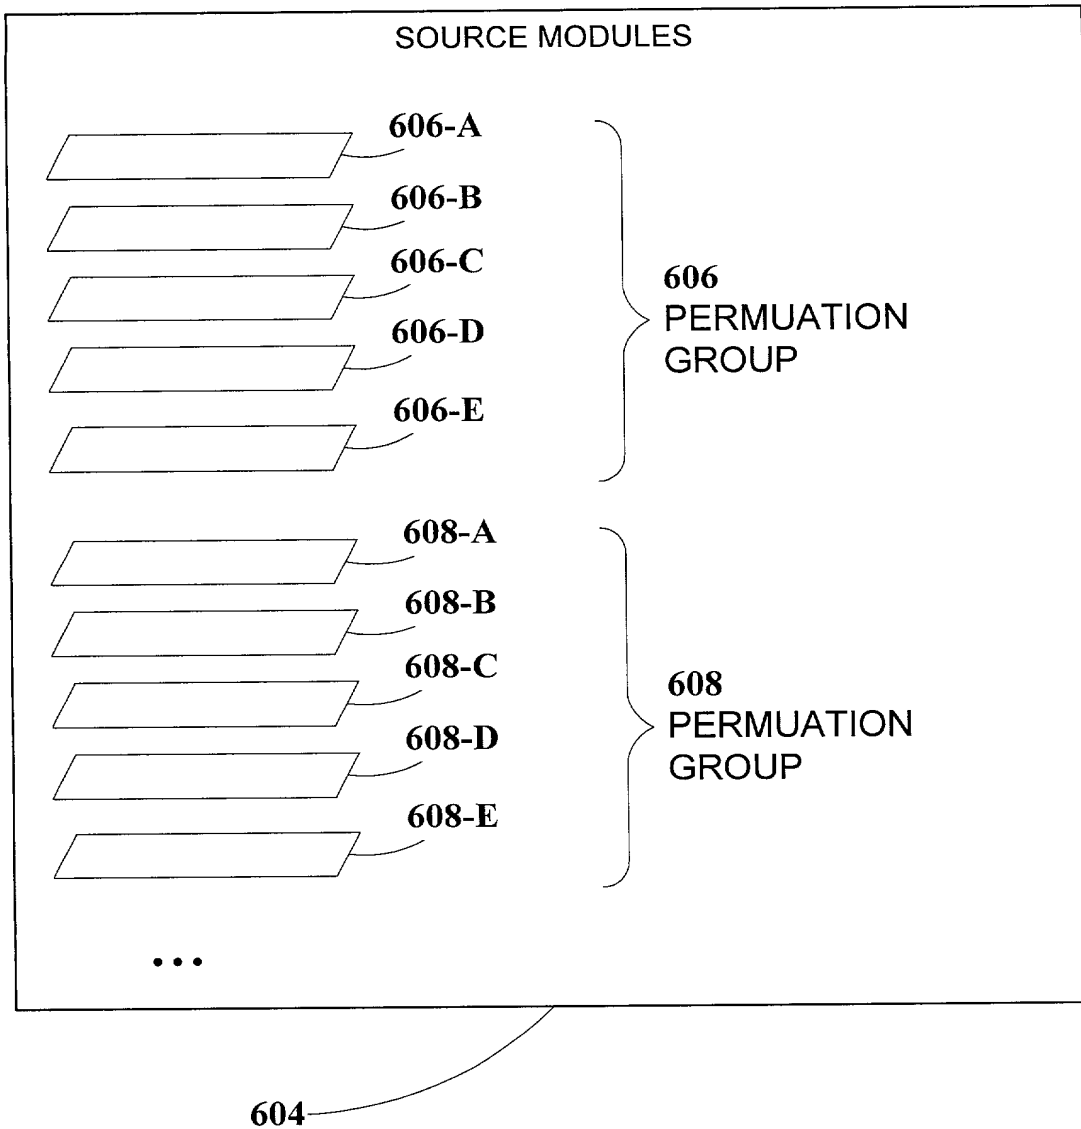 SOURCE MODULES
606-A
606-B
606-C
606-D
606-E
606
PERMUATION
GROUP
608-A
608-B
608-C
608-D
608-E
608
PERMUATION
GROUP
...
604